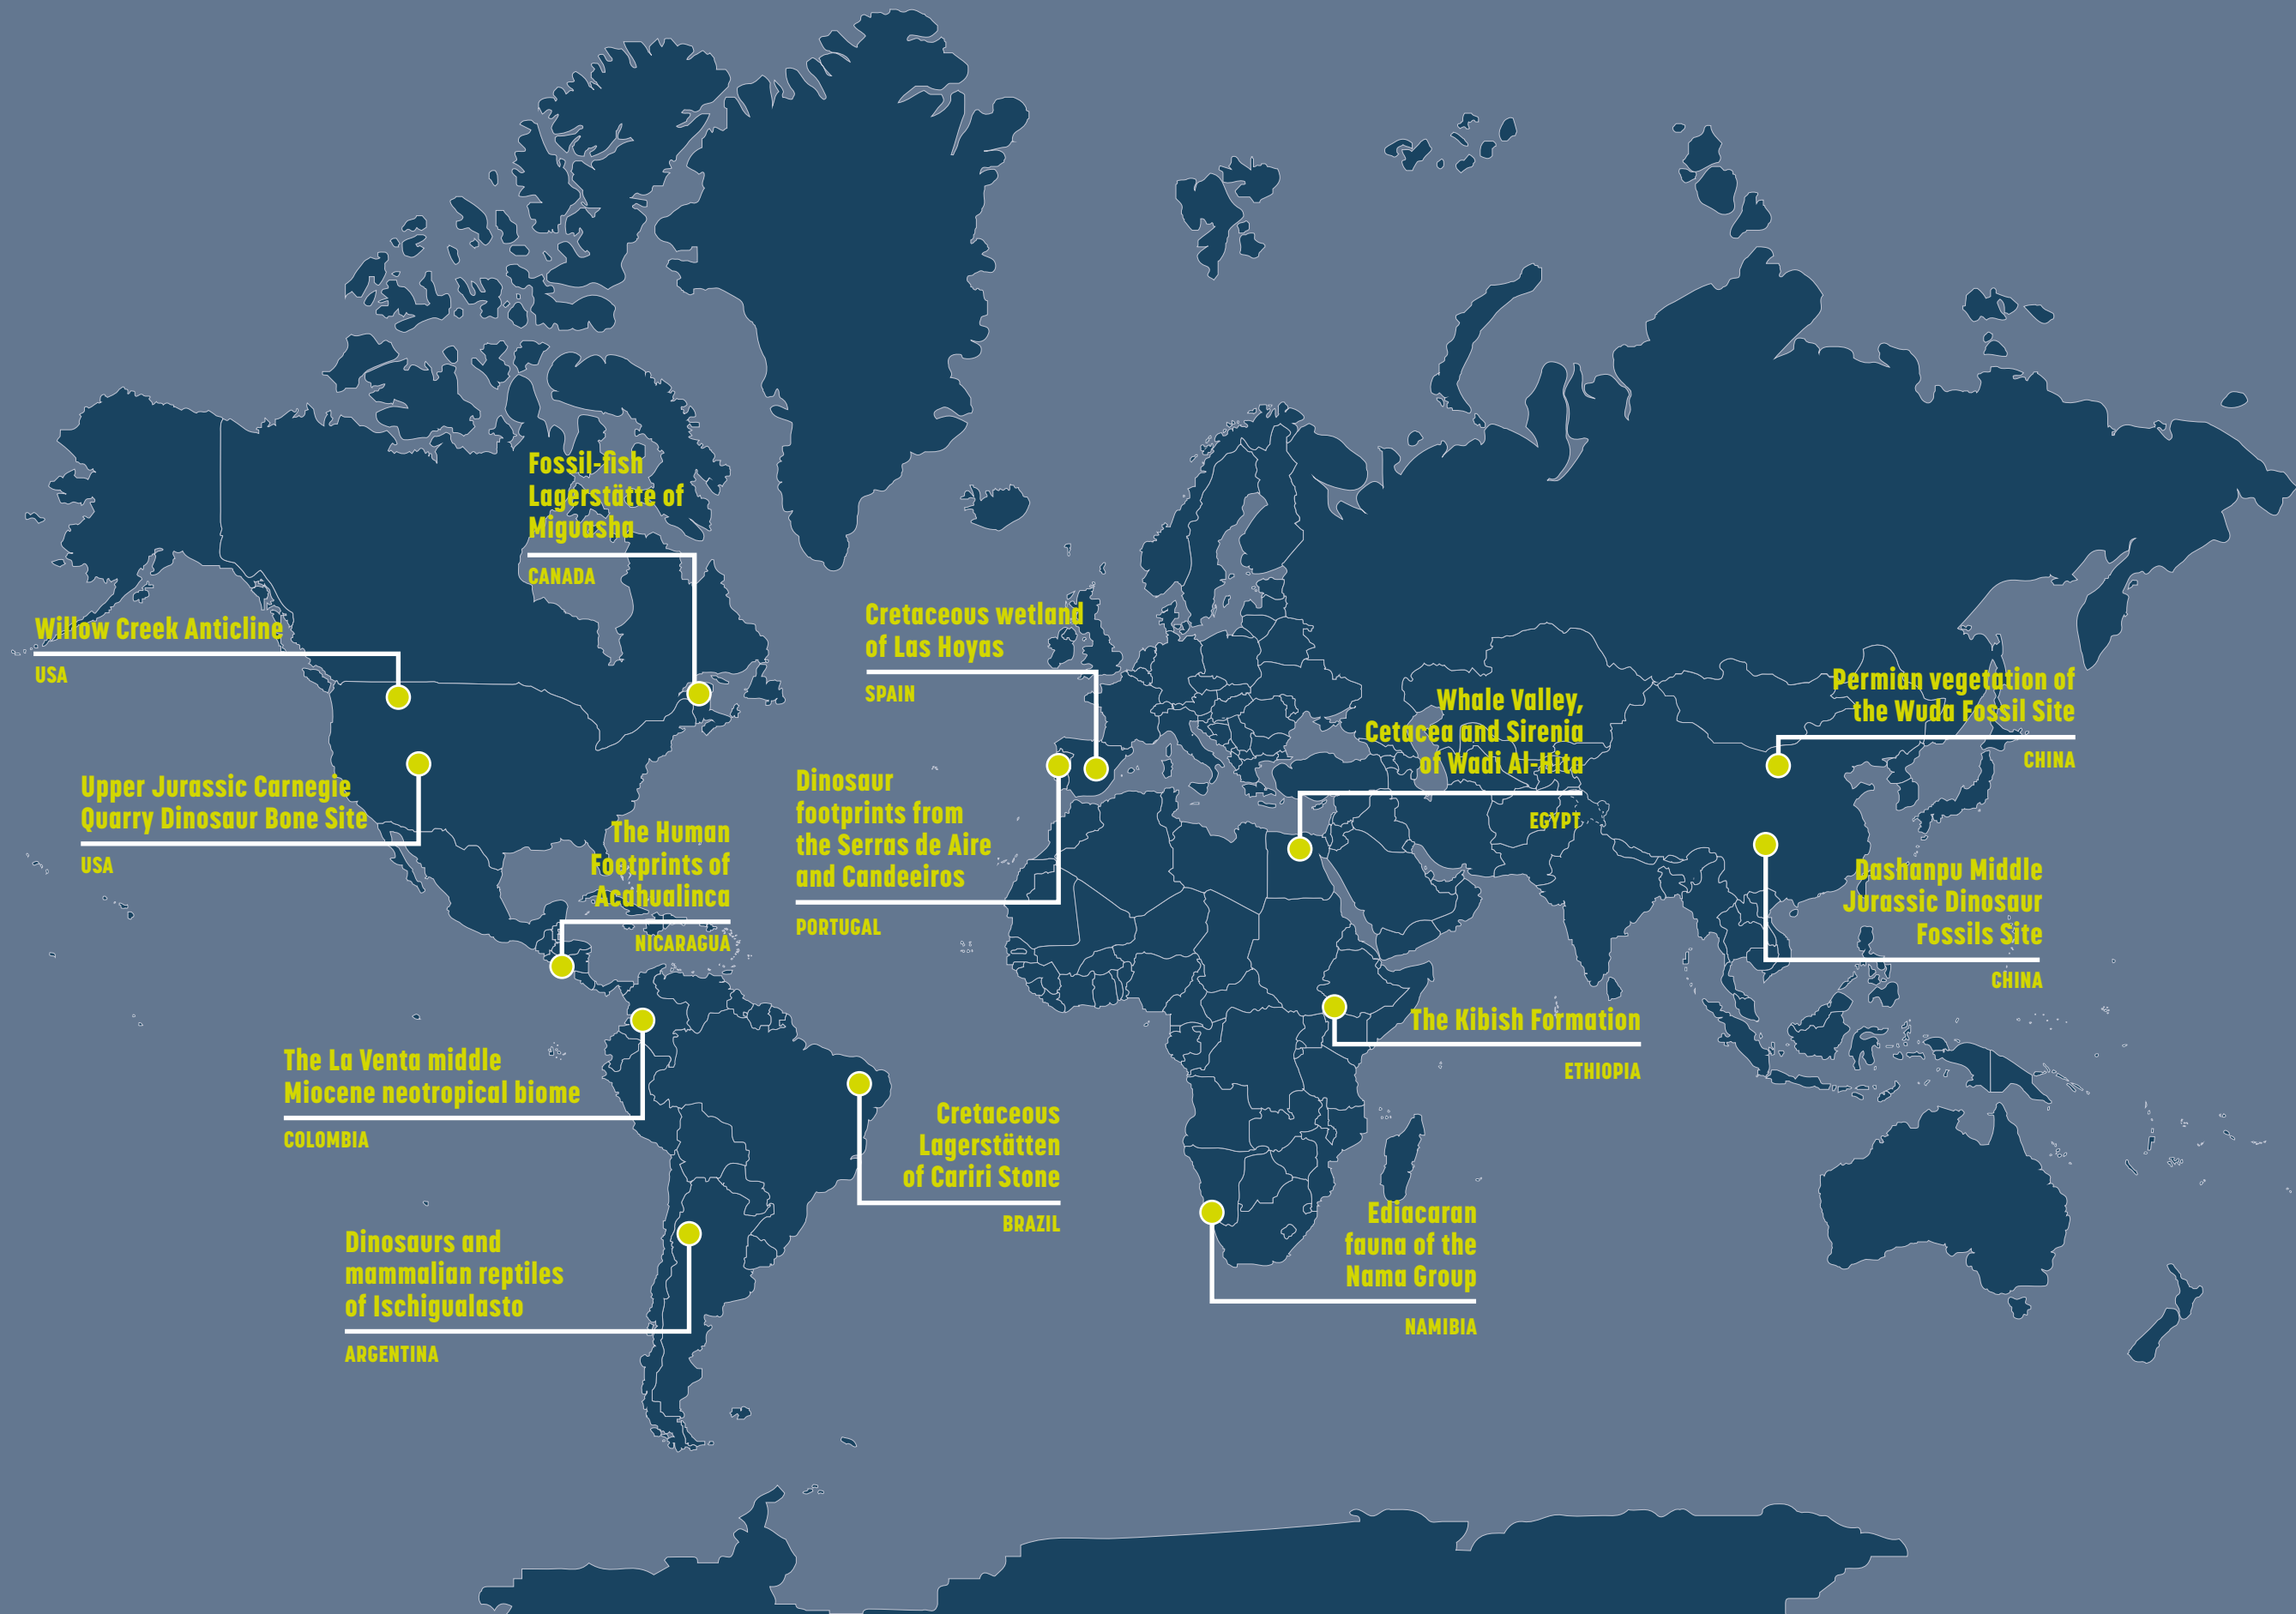 Fossil-fish
Lagerstätte of
Miguasha
CANADA
Willow Creek Anticline
USA
Cretaceous wetland
of Las Hoyas
SPAIN
Whale Valley,
Cetacea and Sirenia
of Wadi Al-Hita
EGYPT
Permian vegetation of
the Wuda Fossil Site
CHINA
Upper Jurassic Carnegie
Quarry Dinosaur Bone Site
USA
The Human
Footprints of
Acahualinca
NICARAGUA
Dinosaur
footprints from
the Serras de Aire
and Candeeiros
PORTUGAL
Dashanpu Middle
Jurassic Dinosaur
Fossils Site
CHINA
The Kibish Formation
ETHIOPIA
The La Venta middle
Miocene neotropical biome
COLOMBIA
Cretaceous
Lagerstätten
of Cariri Stone
BRAZIL
Ediacaran
fauna of the
Nama Group
NAMIBIA
Dinosaurs and
mammalian reptiles
of Ischigualasto
ARGENTINA